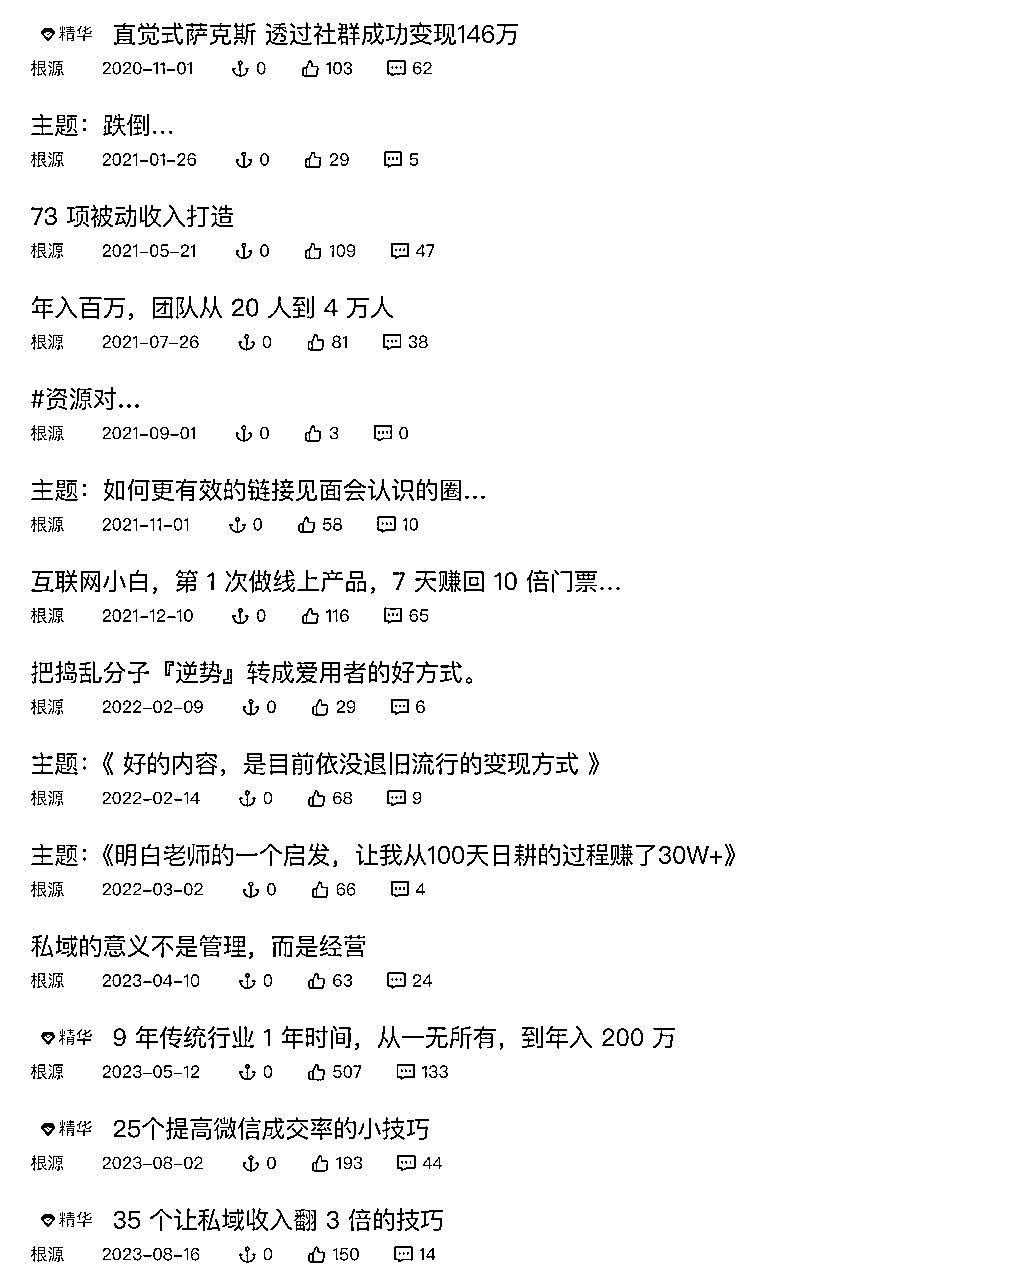 精华 直觉式萨克斯 透过社群成功变现146万
根源 2020-11-01 0 103 62
主题：跌倒...
根源 2021-01-26 0 29 5
73 项被动收入打造
根源 2021-05-21 0 109 47
年入百万，团队从 20 人到 4 万人
根源 2021-07-26 0 81 38
#资源对...
根源 2021-09-01 0 3 0
主题：如何更有效的链接见面会认识的圈...
根源 2021-11-01 0 58 10
互联网小白，第 1 次做线上产品，7 天赚回 10 倍门票...
根源 2021-12-10 0 116 65
把捣乱分子『逆势』转成爱用者的好方式。
根源 2022-02-09 0 29 6
主题：《 好的内容，是目前依没退旧流行的变现方式 》
根源 2022-02-14 0 68 9
主题：《明白老师的一个启发，让我从100天日耕的过程赚了30W+》
根源 2022-03-02 0 66 4
私域的意义不是管理，而是经营
根源 2023-04-10 0 63 24
精华 9 年传统行业 1 年时间，从一无所有，到年入 200 万
根源 2023-05-12 0 507 133
精华 25个提高微信成交率的小技巧
根源 2023-08-02 0 193 44
精华 35 个让私域收入翻 3 倍的技巧
根源 2023-08-16 0 150 14